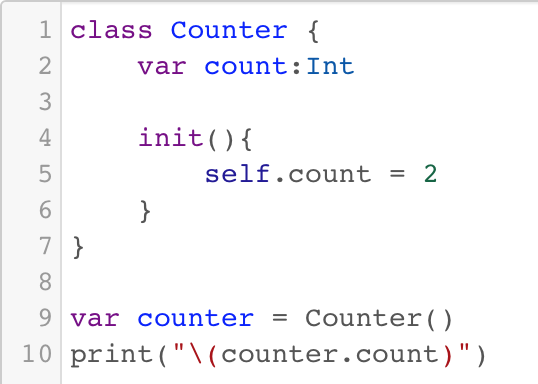 1 class Counter {
2     var count:Int
3
4     init(){
5         self.count = 2
6     }
7 }
8
9 var counter = Counter()
10 print("\(counter.count)")